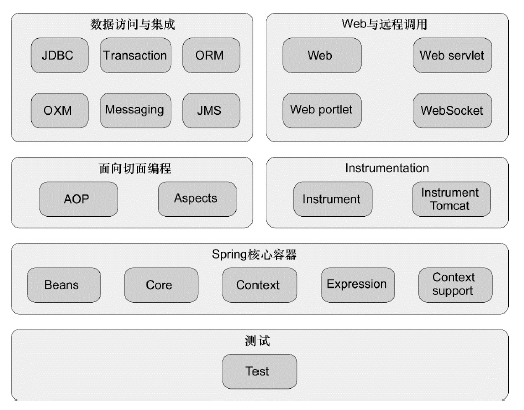 数据访问与集成
JDBC
Transaction
ORM
OXM
Messaging
JMS
Web与远程调用
Web
Web servlet
Web portlet
WebSocket
面向切面编程
AOP
Aspects
Instrumentation
Instrument
Instrument
Tomcat
Spring核心容器
Beans
Core
Context
Expression
Context
support
测试
Test